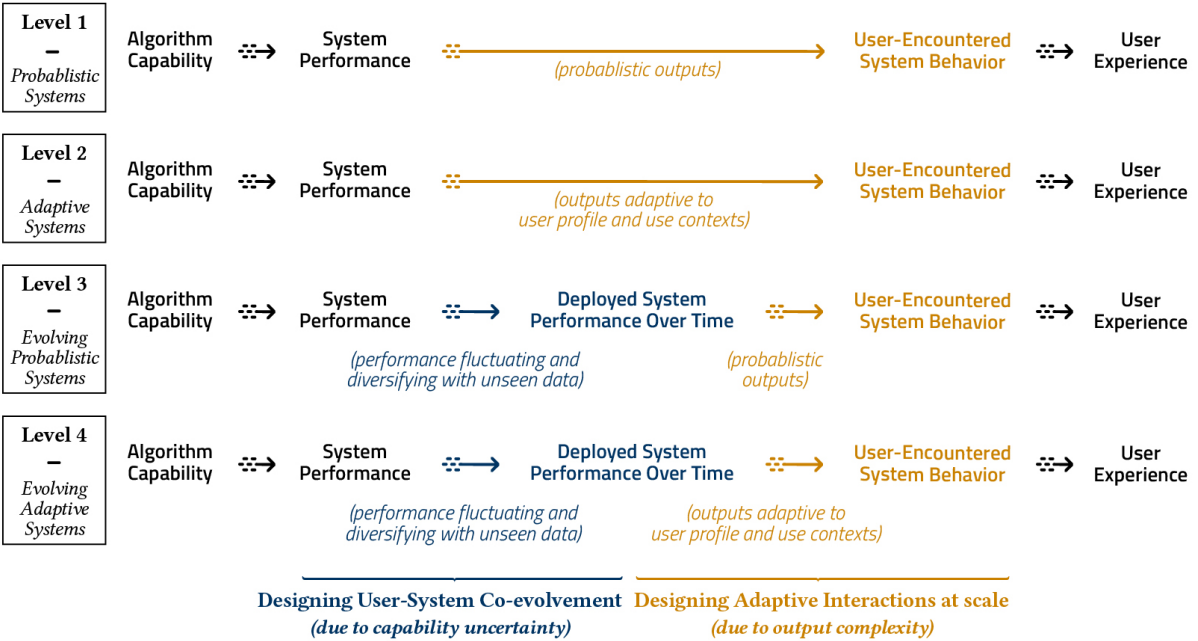 Level 1
–
Probablistic
Systems
Algorithm
Capability
System
Performance
(probablistic outputs)
User-Encountered
System Behavior
User
Experience
Level 2
–
Adaptive
Systems
Algorithm
Capability
System
Performance
(outputs adaptive to
user profile and use contexts)
User-Encountered
System Behavior
User
Experience
Level 3
–
Evolving
Probablistic
Systems
Algorithm
Capability
System
Performance
(performance fluctuating and
diversifying with unseen data)
Deployed System
Performance Over Time
(probablistic
outputs)
User-Encountered
System Behavior
User
Experience
Level 4
–
Evolving
Adaptive
Systems
Algorithm
Capability
System
Performance
(performance fluctuating and
diversifying with unseen data)
Deployed System
Performance Over Time
(outputs adaptive to
user profile and use contexts)
User-Encountered
System Behavior
User
Experience
Designing User-System Co-evolvement
(due to capability uncertainty)
Designing Adaptive Interactions at scale
(due to output complexity)